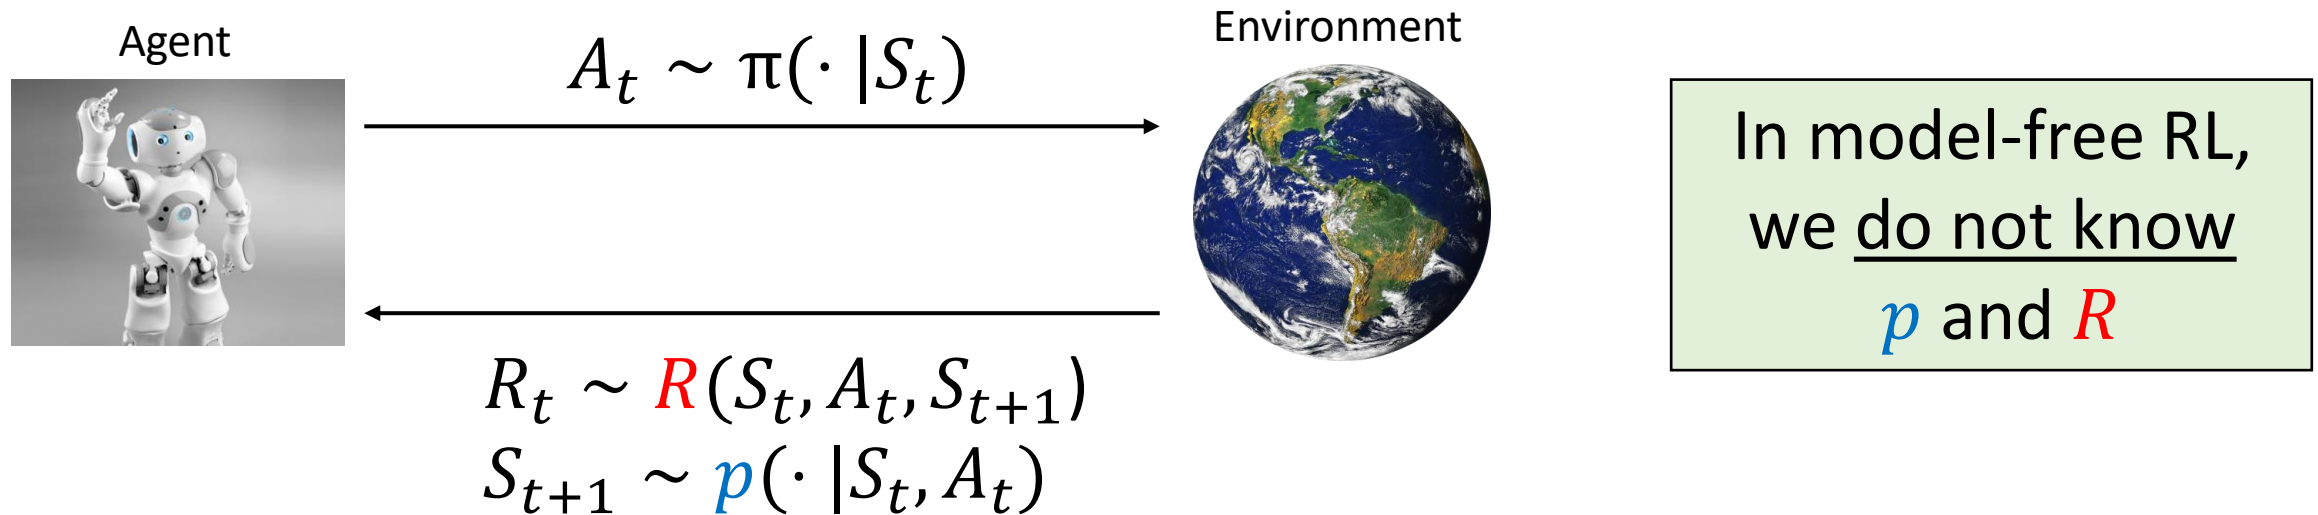 Agent
A_t ~ π(· |S_t)
Environment
R_t ~ R(S_t, A_t, S_{t+1})
S_{t+1} ~ p(· |S_t, A_t)
In model-free RL,
we do not know
p and R